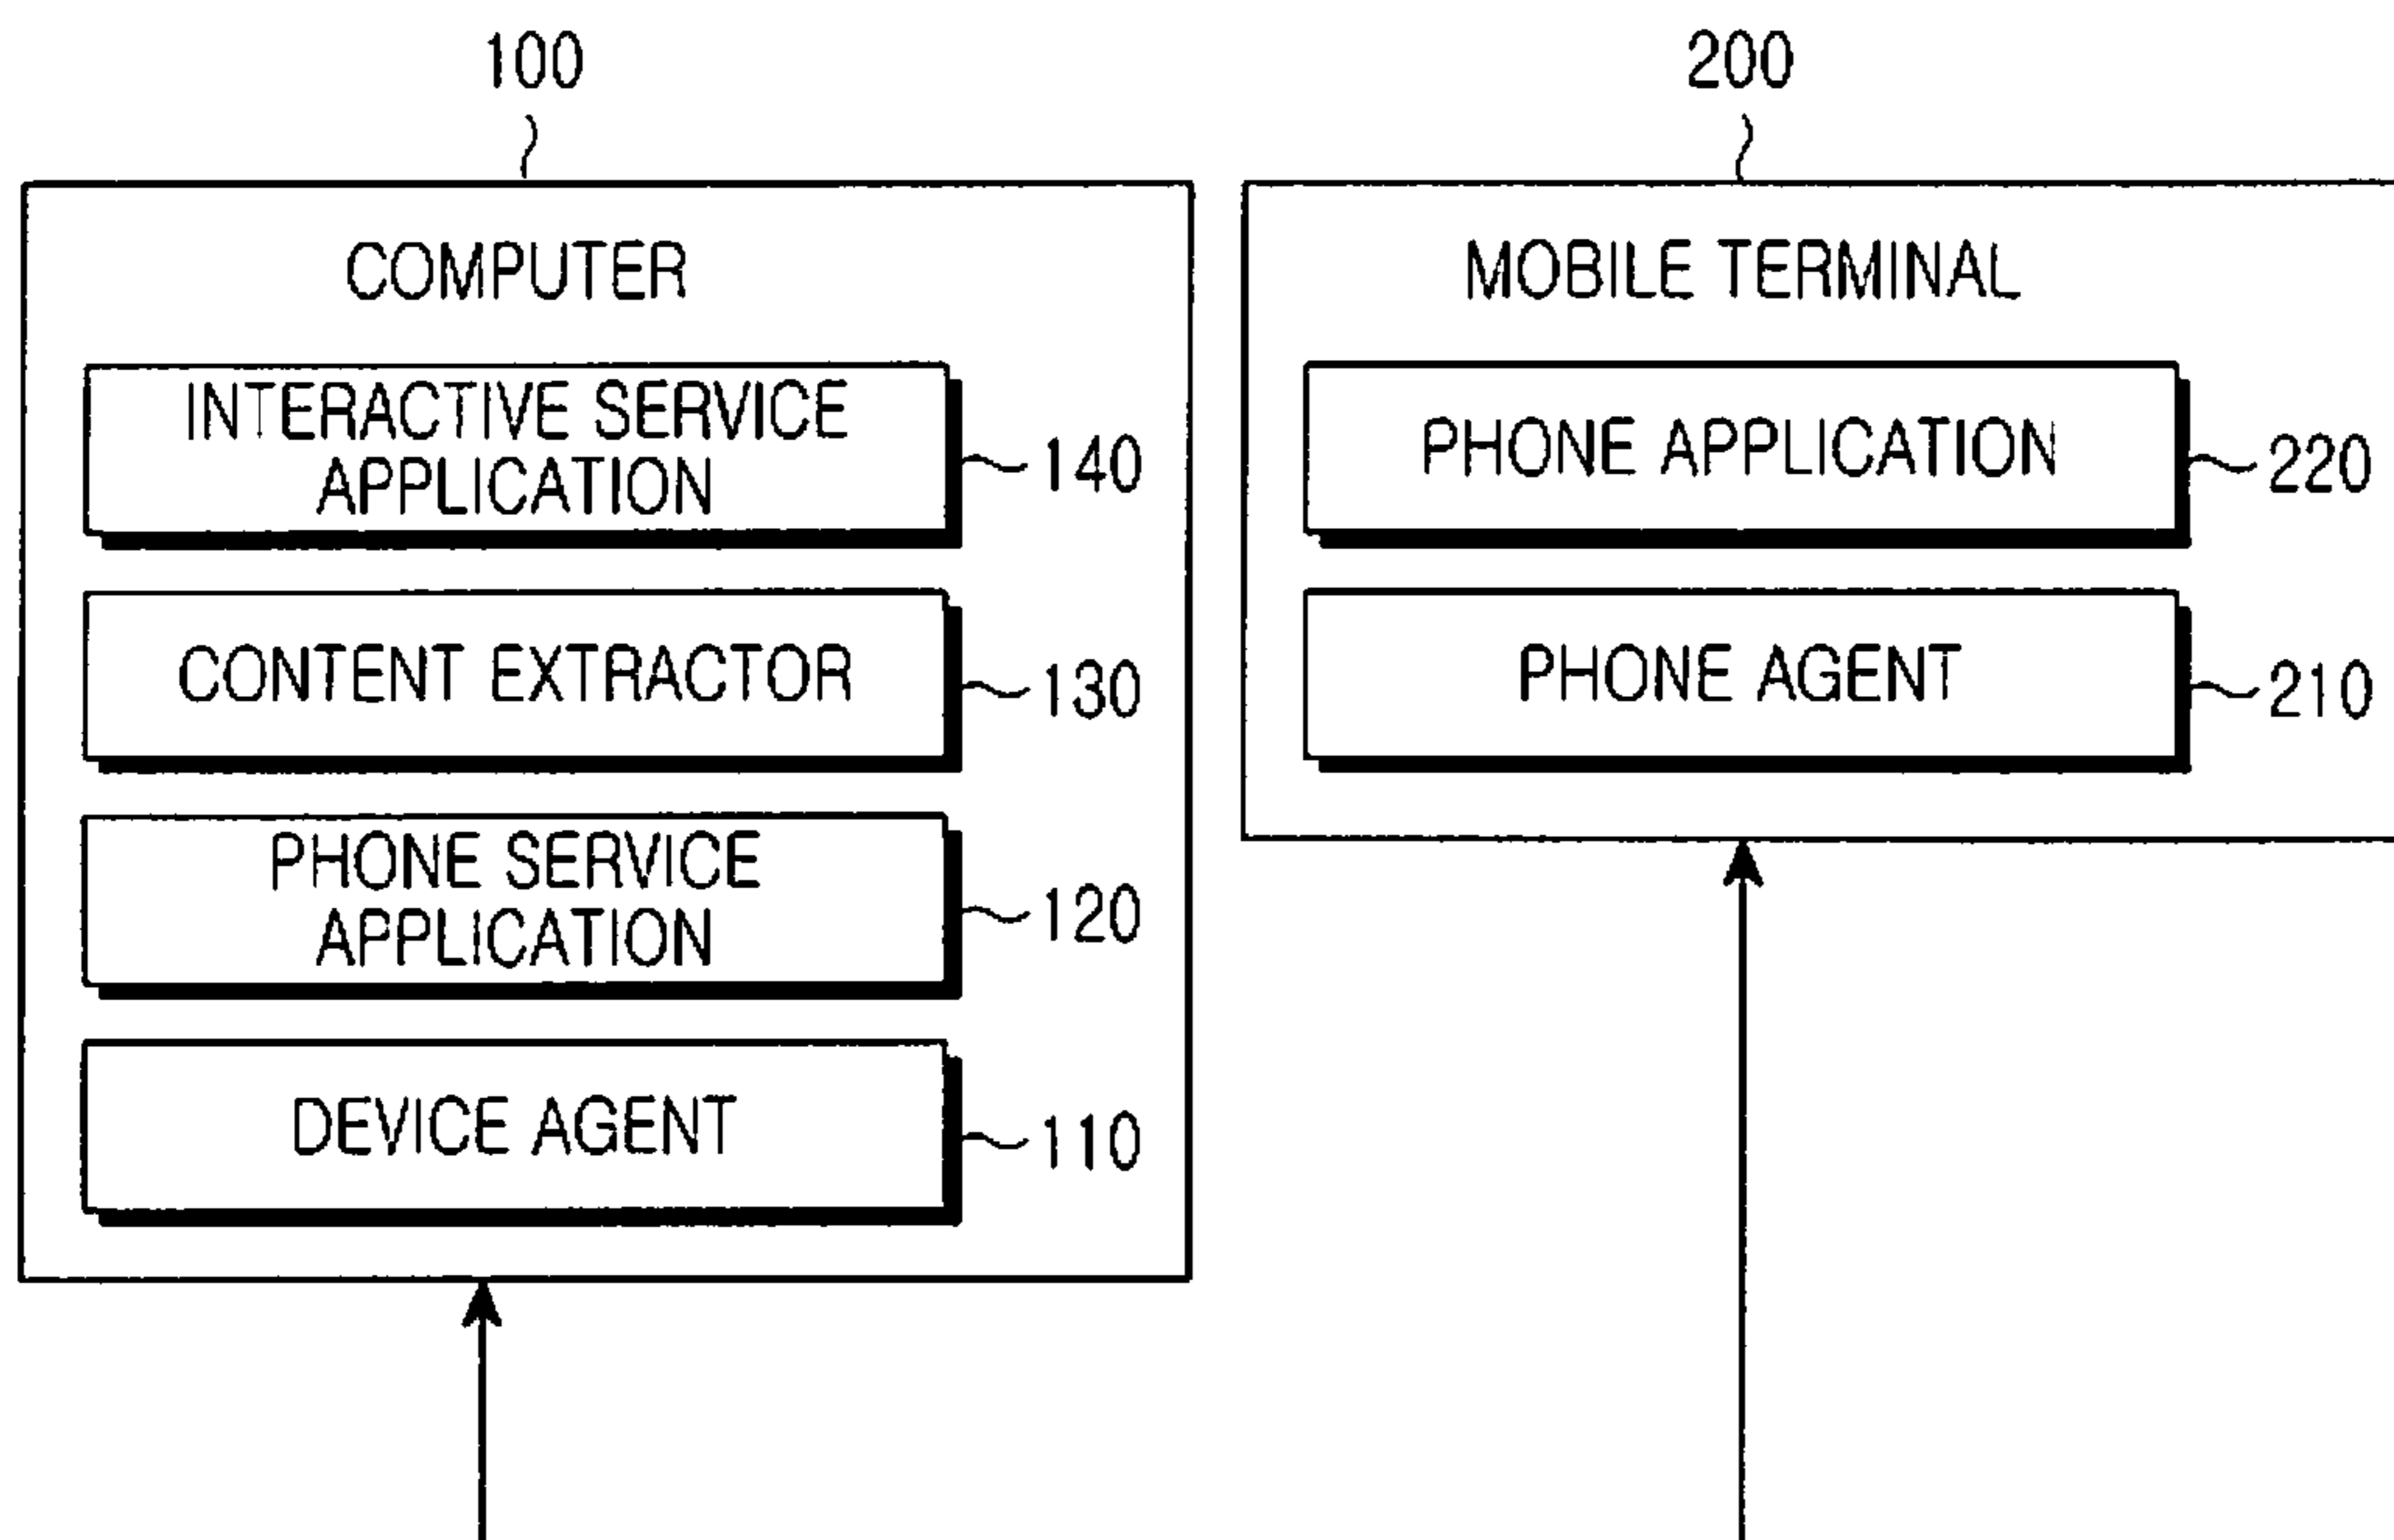 100
COMPUTER
INTERACTIVE SERVICE
APPLICATION
140
CONTENT EXTRACTOR
130
PHONE SERVICE
APPLICATION
120
DEVICE AGENT
110
200
MOBILE TERMINAL
PHONE APPLICATION
220
PHONE AGENT
210